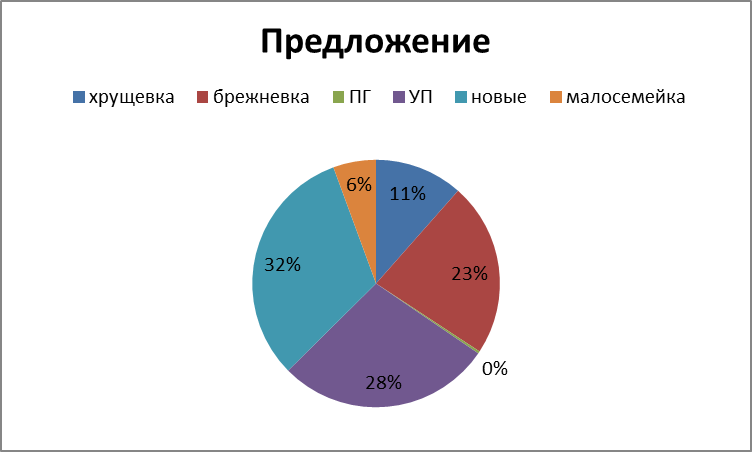 Предложение
хрущевка брежневка ПГ УП новые малосемейка
6% 11%
32% 23%
0%
28%